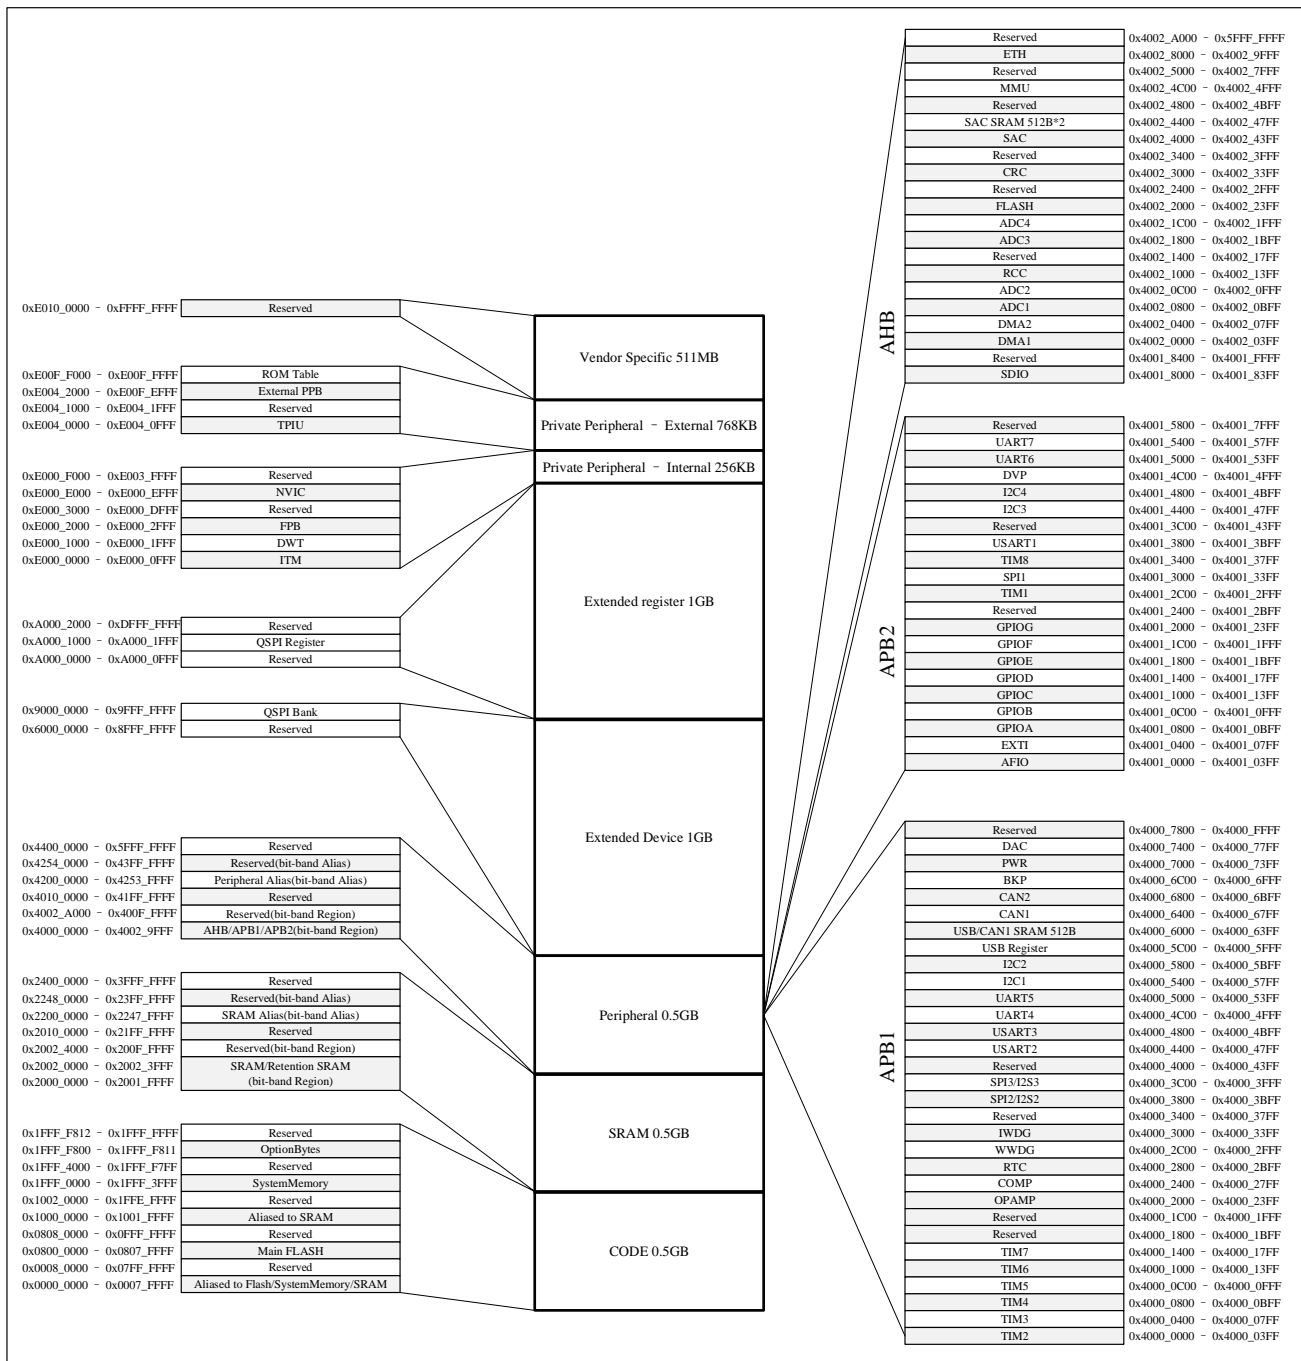 0xE010_0000 - 0xFFFF_FFFF Reserved
0xE00F_F000 - 0xE00F_FFFF ROM Table
0xE004_2000 - 0xE00F_EFFF External PPB
0xE004_1000 - 0xE004_1FFF Reserved
0xE004_0000 - 0xE004_0FFF TPIU
0xE000_F000 - 0xE003_FFFF Reserved
0xE000_E000 - 0xE000_EFFF NVIC
0xE000_3000 - 0xE000_DFFF Reserved
0xE000_2000 - 0xE000_2FFF FPB
0xE000_1000 - 0xE000_1FFF DWT
0xE000_0000 - 0xE000_0FFF ITM
0xA000_2000 - 0xDFFF_FFFF Reserved
0xA000_1000 - 0xA000_1FFF QSPI Register
0xA000_0000 - 0xA000_0FFF Reserved
0x9000_0000 - 0x9FFF_FFFF QSPI Bank
0x6000_0000 - 0x8FFF_FFFF Reserved
0x4400_0000 - 0x5FFF_FFFF Reserved
0x4254_0000 - 0x43FF_FFFF Reserved(bit-band Alias)
0x4200_0000 - 0x4253_FFFF Peripheral Alias(bit-band Alias)
0x4010_0000 - 0x41FF_FFFF Reserved
0x4002_A000 - 0x400F_FFFF Reserved(bit-band Region)
0x4000_0000 - 0x4002_9FFF AHB/APB1/APB2(bit-band Region)
0x2400_0000 - 0x3FFF_FFFF Reserved
0x2248_0000 - 0x23FF_FFFF Reserved(bit-band Alias)
0x2200_0000 - 0x2247_FFFF SRAM Alias(bit-band Alias)
0x2010_0000 - 0x21FF_FFFF Reserved
0x2002_4000 - 0x200F_FFFF Reserved(bit-band Region)
0x2002_0000 - 0x2002_3FFF SRAM/Retention SRAM
0x2000_0000 - 0x2001_FFFF (bit-band Region)
0x1FFF_F812 - 0x1FFF_FFFF Reserved
0x1FFF_F800 - 0x1FFF_F811 OptionBytes
0x1FFF_4000 - 0x1FFF_F7FF Reserved
0x1FFF_0000 - 0x1FFF_3FFF SystemMemory
0x1002_0000 - 0x1FFE_FFFF Reserved
0x1000_0000 - 0x1001_FFFF Aliased to SRAM
0x0808_0000 - 0x0FFF_FFFF Reserved
0x0800_0000 - 0x0807_FFFF Main FLASH
0x0008_0000 - 0x07FF_FFFF Reserved
0x0000_0000 - 0x0007_FFFF Aliased to Flash/SystemMemory/SRAM
Vendor Specific 511MB
Private Peripheral - External 768KB
Private Peripheral - Internal 256KB
Extended register 1GB
Extended Device 1GB
Peripheral 0.5GB
SRAM 0.5GB
CODE 0.5GB
AHB
Reserved 0x4002_A000 - 0x5FFF_FFFF
ETH 0x4002_8000 - 0x4002_9FFF
Reserved 0x4002_5000 - 0x4002_7FFF
MMU 0x4002_4C00 - 0x4002_4FFF
Reserved 0x4002_4800 - 0x4002_4BFF
SAC SRAM 512B*2 0x4002_4400 - 0x4002_47FF
SAC 0x4002_4000 - 0x4002_43FF
Reserved 0x4002_3400 - 0x4002_3FFF
CRC 0x4002_3000 - 0x4002_33FF
Reserved 0x4002_2400 - 0x4002_2FFF
FLASH 0x4002_2000 - 0x4002_23FF
ADC4 0x4002_1C00 - 0x4002_1FFF
ADC3 0x4002_1800 - 0x4002_1BFF
Reserved 0x4002_1400 - 0x4002_17FF
RCC 0x4002_1000 - 0x4002_13FF
ADC2 0x4002_0C00 - 0x4002_0FFF
ADC1 0x4002_0800 - 0x4002_0BFF
DMA2 0x4002_0400 - 0x4002_07FF
DMA1 0x4002_0000 - 0x4002_03FF
Reserved 0x4001_8400 - 0x4001_FFFF
SDIO 0x4001_8000 - 0x4001_83FF
APB2
Reserved 0x4001_5800 - 0x4001_7FFF
UART7 0x4001_5400 - 0x4001_57FF
UART6 0x4001_5000 - 0x4001_53FF
DVP 0x4001_4C00 - 0x4001_4FFF
I2C4 0x4001_4800 - 0x4001_4BFF
I2C3 0x4001_4400 - 0x4001_47FF
Reserved 0x4001_3C00 - 0x4001_43FF
USART1 0x4001_3800 - 0x4001_3BFF
TIM8 0x4001_3400 - 0x4001_37FF
SPI1 0x4001_3000 - 0x4001_33FF
TIM1 0x4001_2C00 - 0x4001_2FFF
Reserved 0x4001_2400 - 0x4001_2BFF
GPIOG 0x4001_2000 - 0x4001_23FF
GPIOF 0x4001_1C00 - 0x4001_1FFF
GPIOE 0x4001_1800 - 0x4001_1BFF
GPIOD 0x4001_1400 - 0x4001_17FF
GPIOC 0x4001_1000 - 0x4001_13FF
GPIOB 0x4001_0C00 - 0x4001_0FFF
GPIOA 0x4001_0800 - 0x4001_0BFF
EXTI 0x4001_0400 - 0x4001_07FF
AFIO 0x4001_0000 - 0x4001_03FF
APB1
Reserved 0x4000_7800 - 0x4000_FFFF
DAC 0x4000_7400 - 0x4000_77FF
PWR 0x4000_7000 - 0x4000_73FF
BKP 0x4000_6C00 - 0x4000_6FFF
CAN2 0x4000_6800 - 0x4000_6BFF
CAN1 0x4000_6400 - 0x4000_67FF
USB/CAN1 SRAM 512B 0x4000_6000 - 0x4000_63FF
USB Register 0x4000_5C00 - 0x4000_5FFF
I2C2 0x4000_5800 - 0x4000_5BFF
I2C1 0x4000_5400 - 0x4000_57FF
UART5 0x4000_5000 - 0x4000_53FF
UART4 0x4000_4C00 - 0x4000_4FFF
USART3 0x4000_4800 - 0x4000_4BFF
USART2 0x4000_4400 - 0x4000_47FF
Reserved 0x4000_4000 - 0x4000_43FF
SPI3/I2S3 0x4000_3C00 - 0x4000_3FFF
SPI2/I2S2 0x4000_3800 - 0x4000_3BFF
Reserved 0x4000_3400 - 0x4000_37FF
IWDG 0x4000_3000 - 0x4000_33FF
WWDG 0x4000_2C00 - 0x4000_2FFF
RTC 0x4000_2800 - 0x4000_2BFF
COMP 0x4000_2400 - 0x4000_27FF
OPAMP 0x4000_2000 - 0x4000_23FF
Reserved 0x4000_1C00 - 0x4000_1FFF
Reserved 0x4000_1800 - 0x4000_1BFF
TIM7 0x4000_1400 - 0x4000_17FF
TIM6 0x4000_1000 - 0x4000_13FF
TIM5 0x4000_0C00 - 0x4000_0FFF
TIM4 0x4000_0800 - 0x4000_0BFF
TIM3 0x4000_0400 - 0x4000_07FF
TIM2 0x4000_0000 - 0x4000_03FF